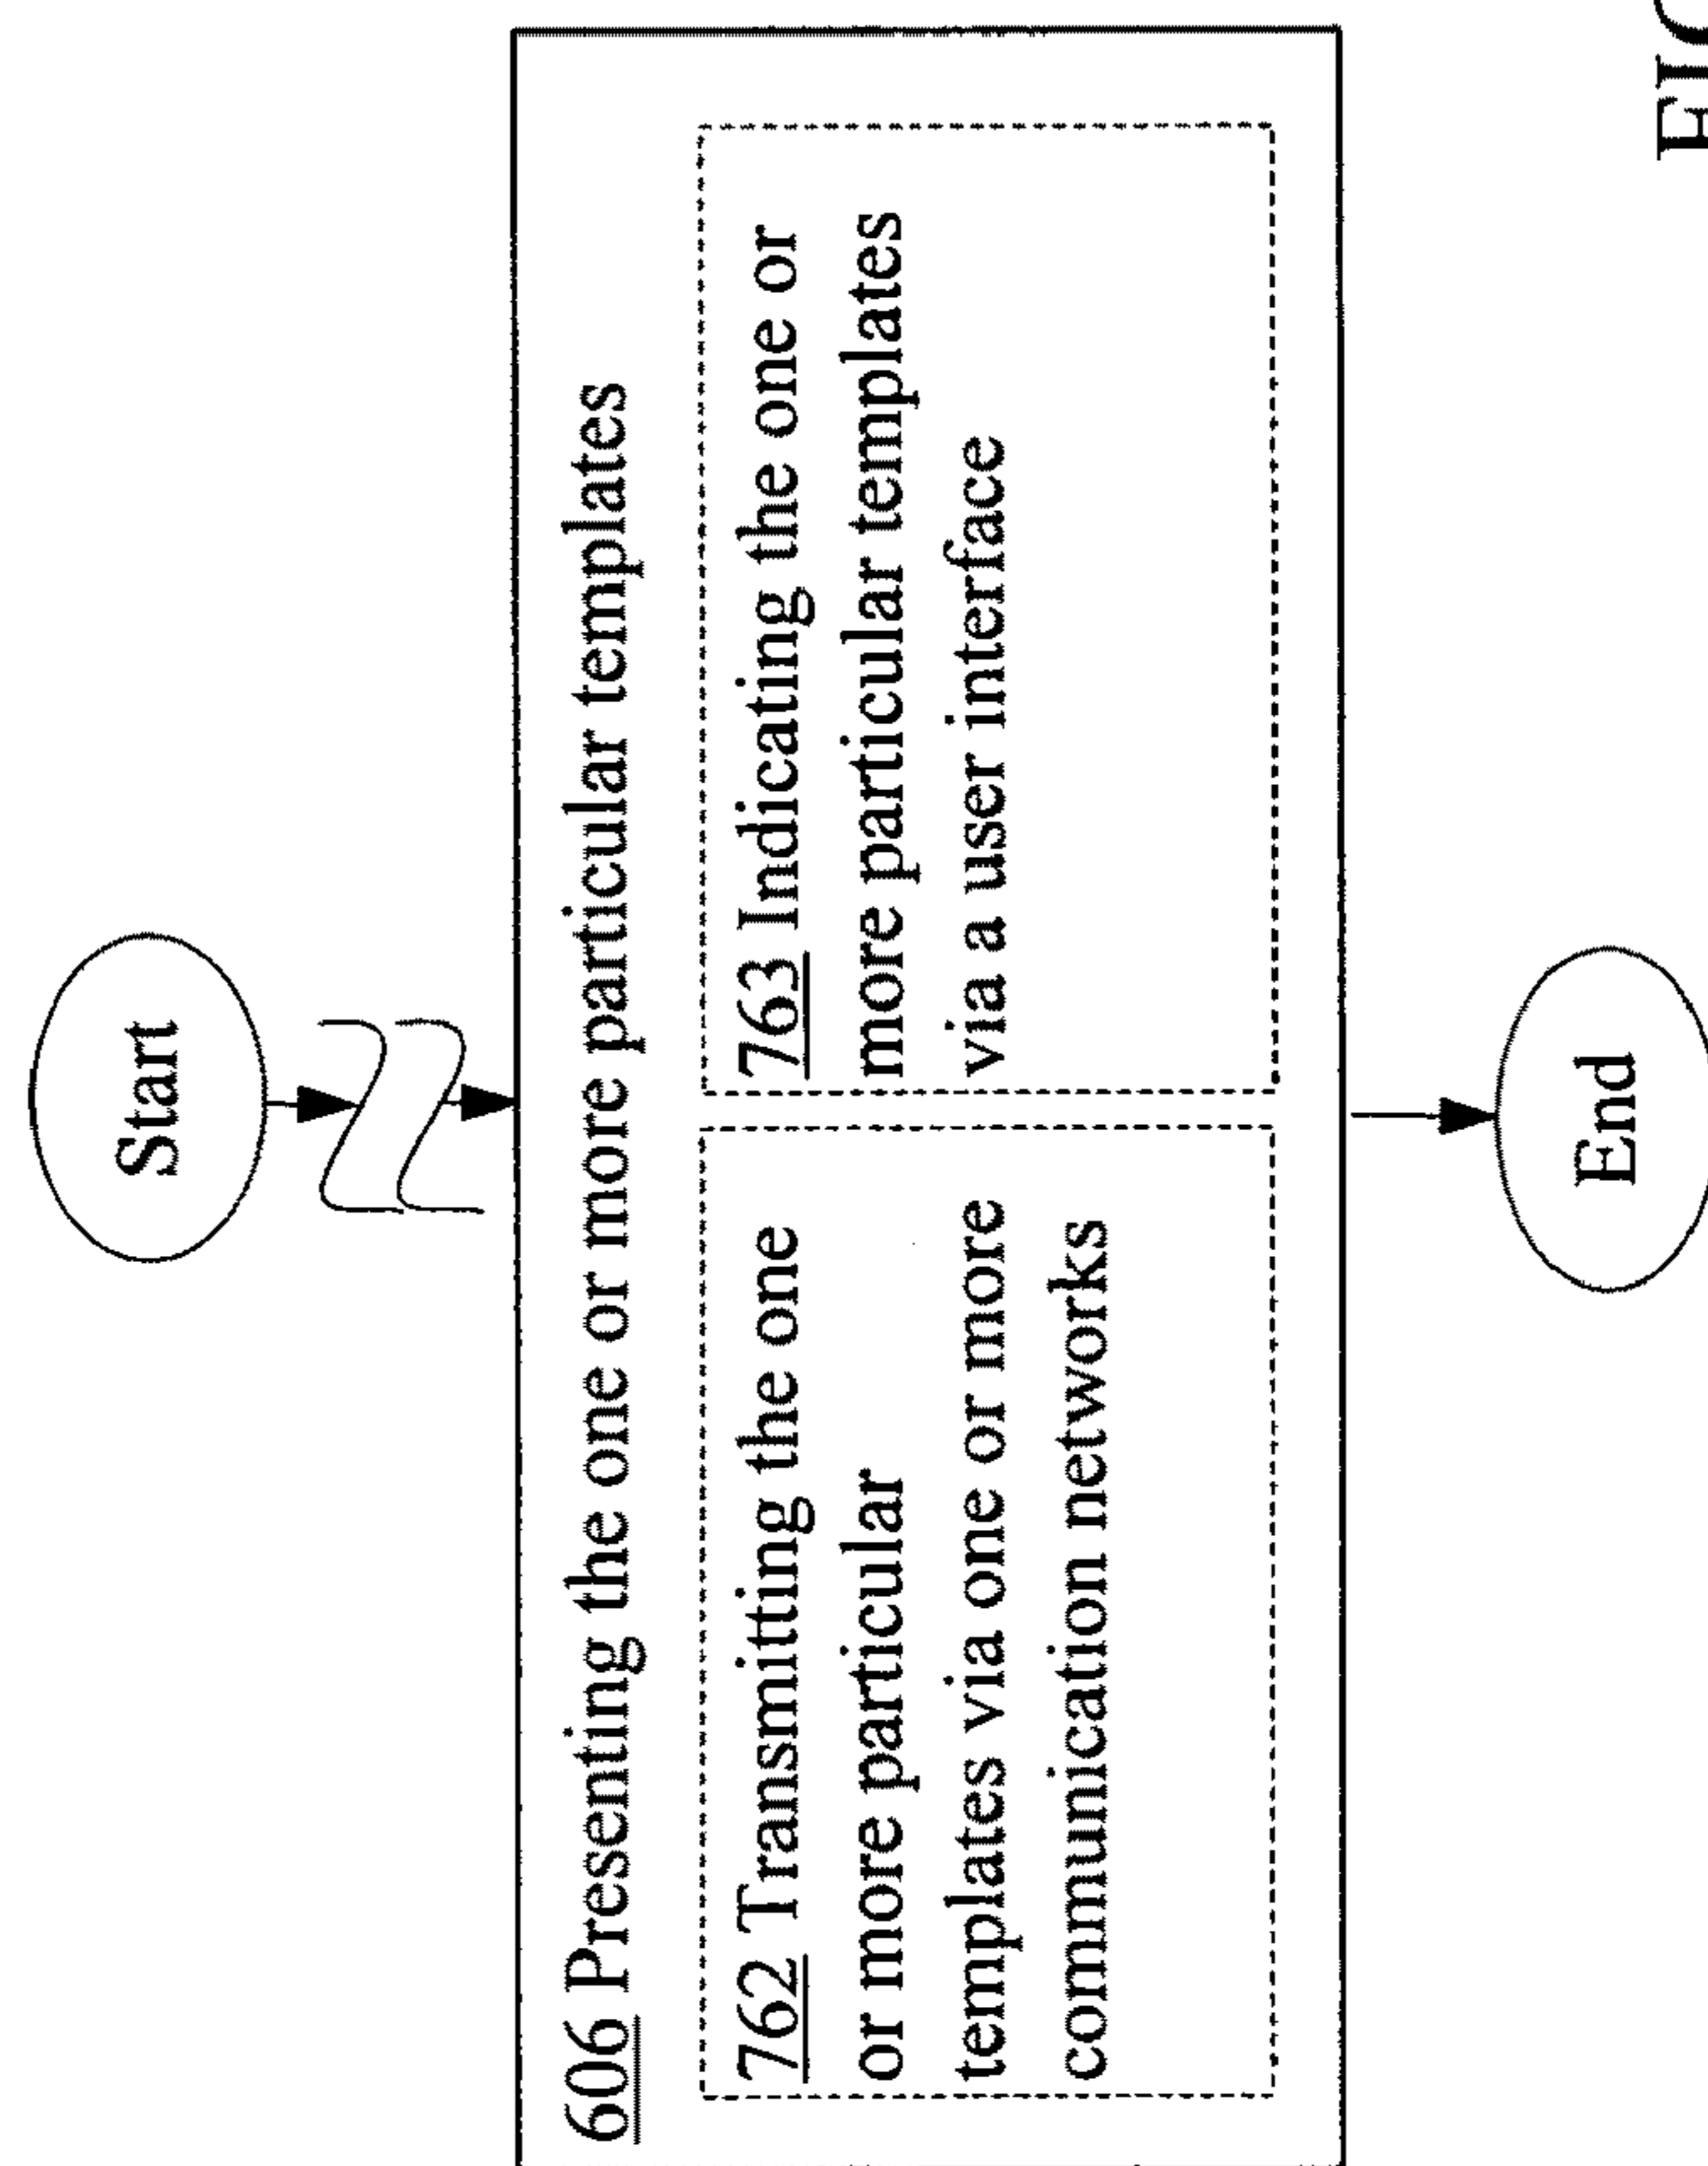 Start
606 Presenting the one or more particular templates
762 Transmitting the one
or more particular
templates via one or more
communication networks
763 Indicating the one or
more particular templates
via a user interface
End